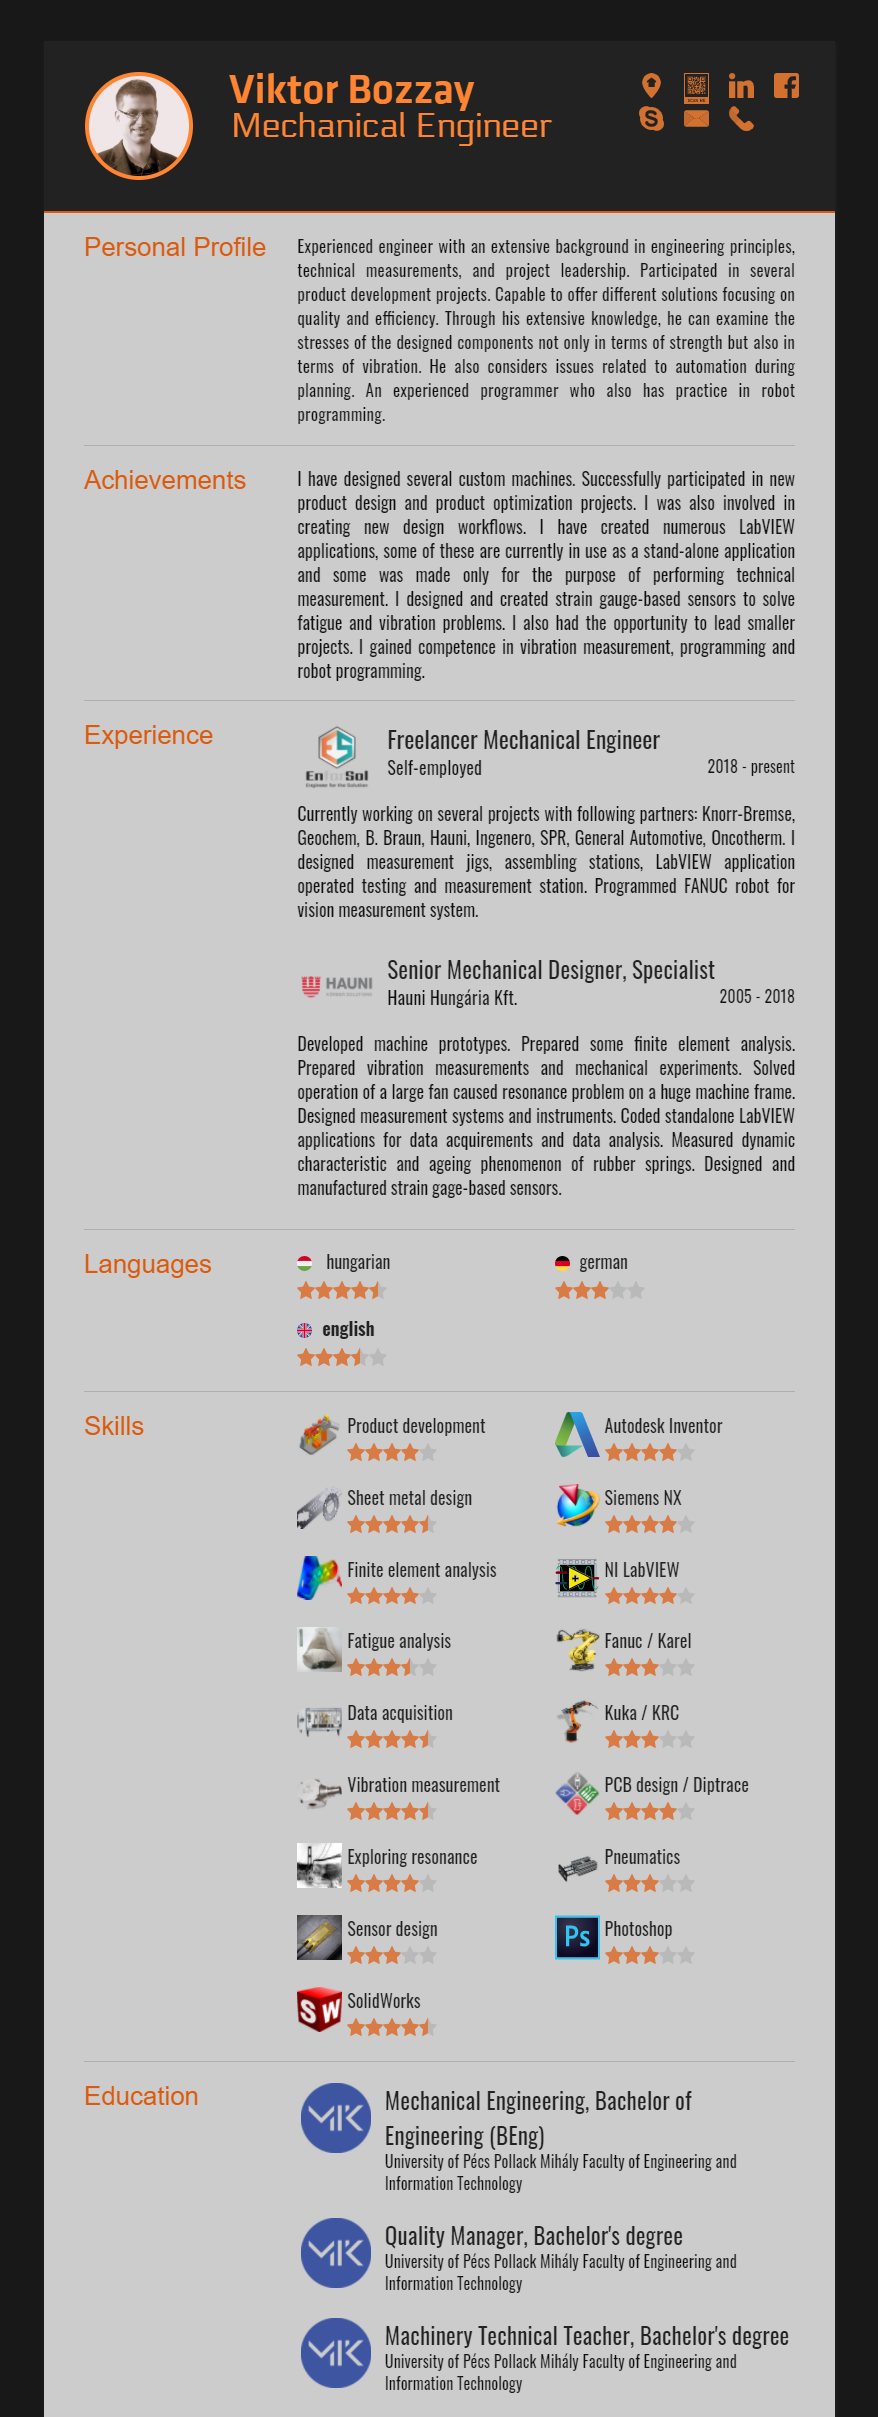 Viktor Bozzay
Mechanical Engineer
SCAN ME
Personal Profile
Experienced engineer with an extensive background in engineering principles,
technical measurements, and project leadership. Participated in several
product development projects. Capable to offer different solutions focusing on
quality and efficiency. Through his extensive knowledge, he can examine the
stresses of the designed components not only in terms of strength but also in
terms of vibration. He also considers issues related to automation during
planning. An experienced programmer who also has practice in robot
programming.
Achievements
I have designed several custom machines. Successfully participated in new
product design and product optimization projects. I was also involved in
creating new design workflows. I have created numerous LabVIEW
applications, some of these are currently in use as a stand-alone application
and some was made only for the purpose of performing technical
measurement. I designed and created strain gauge-based sensors to solve
fatigue and vibration problems. I also had the opportunity to lead smaller
projects. I gained competence in vibration measurement, programming and
robot programming.
Experience
EnforSol
Engineer for the Solution
Freelancer Mechanical Engineer
Self-employed
2018 - present
Currently working on several projects with following partners: Knorr-Bremse,
Geochem, B. Braun, Hauni, Ingenero, SPR, General Automotive, Oncotherm. I
designed measurement jigs, assembling stations, LabVIEW application
operated testing and measurement station. Programmed FANUC robot for
vision measurement system.
HAUNI
Senior Mechanical Designer, Specialist
Hauni Hungária Kft.
2005 - 2018
Developed machine prototypes. Prepared some finite element analysis.
Prepared vibration measurements and mechanical experiments. Solved
operation of a large fan caused resonance problem on a huge machine frame.
Designed measurement systems and instruments. Coded standalone LabVIEW
applications for data acquirements and data analysis. Measured dynamic
characteristic and ageing phenomenon of rubber springs. Designed and
manufactured strain gage-based sensors.
Languages
hungarian
german
english
Skills
Product development
Autodesk Inventor
Sheet metal design
Siemens NX
Finite element analysis
NI LabVIEW
Fatigue analysis
Fanuc / Karel
Data acquisition
Kuka / KRC
Vibration measurement
PCB design / Diptrace
Exploring resonance
Pneumatics
Sensor design
Ps
Photoshop
SW
SolidWorks
Education
MIK
Mechanical Engineering, Bachelor of
Engineering (BEng)
University of Pécs Pollack Mihály Faculty of Engineering and
Information Technology
MIK
Quality Manager, Bachelor's degree
University of Pécs Pollack Mihály Faculty of Engineering and
Information Technology
MIK
Machinery Technical Teacher, Bachelor's degree
University of Pécs Pollack Mihály Faculty of Engineering and
Information Technology